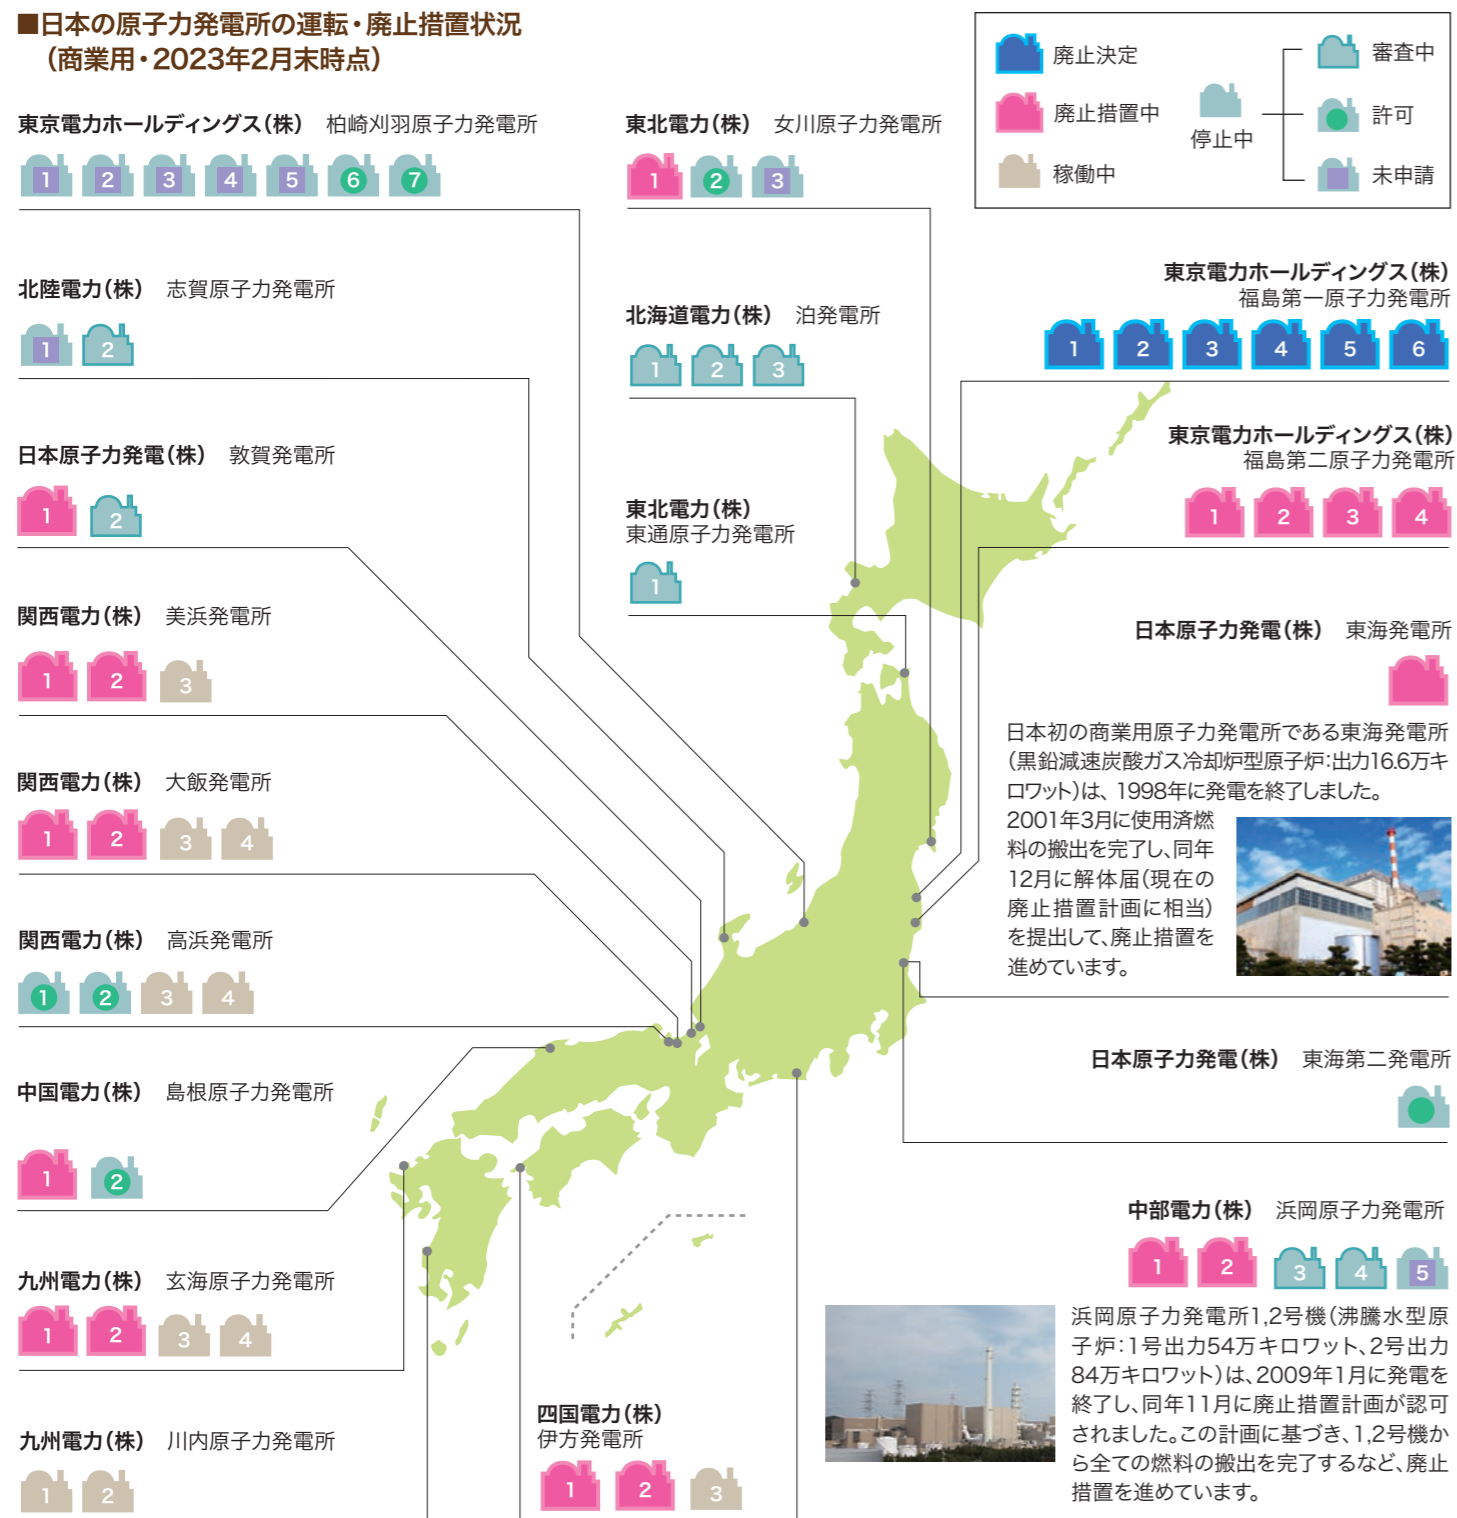 ■日本の原子力発電所の運転・廃止措置状況
（商業用・2023年2月末時点）
廃止決定
廃止措置中
稼働中
停止中
審査中
許可
未申請
東京電力ホールディングス（株） 柏崎刈羽原子力発電所
1 2 3 4 5 6 7
東北電力（株） 女川原子力発電所
1 2 3
北陸電力（株） 志賀原子力発電所
1 2
北海道電力（株） 泊発電所
1 2 3
東京電力ホールディングス（株）
福島第一原子力発電所
1 2 3 4 5 6
日本原子力発電（株） 敦賀発電所
1 2
東北電力（株）
東通原子力発電所
1
東京電力ホールディングス（株）
福島第二原子力発電所
1 2 3 4
関西電力（株） 美浜発電所
1 2 3
日本原子力発電（株） 東海発電所
日本初の商業用原子力発電所である東海発電所
（黒鉛減速炭酸ガス冷却炉型原子炉：出力16.6万キ
ロワット）は、1998年に発電を終了しました。
2001年3月に使用済燃
料の搬出を完了し、同年
12月に解体届（現在の
廃止措置計画に相当）
を提出して、廃止措置を
進めています。
関西電力（株） 大飯発電所
1 2 3 4
関西電力（株） 高浜発電所
1 2 3 4
日本原子力発電（株） 東海第二発電所
中国電力（株） 島根原子力発電所
1 2
中部電力（株） 浜岡原子力発電所
1 2 3 4 5
浜岡原子力発電所1,2号機（沸騰水型原
子炉：1号出力54万キロワット、2号出力
84万キロワット）は、2009年1月に発電を
終了し、同年11月に廃止措置計画が認可
されました。この計画に基づき、1,2号機か
ら全ての燃料の搬出を完了するなど、廃止
措置を進めています。
九州電力（株） 玄海原子力発電所
1 2 3 4
九州電力（株） 川内原子力発電所
1 2
四国電力（株）
伊方発電所
1 2 3